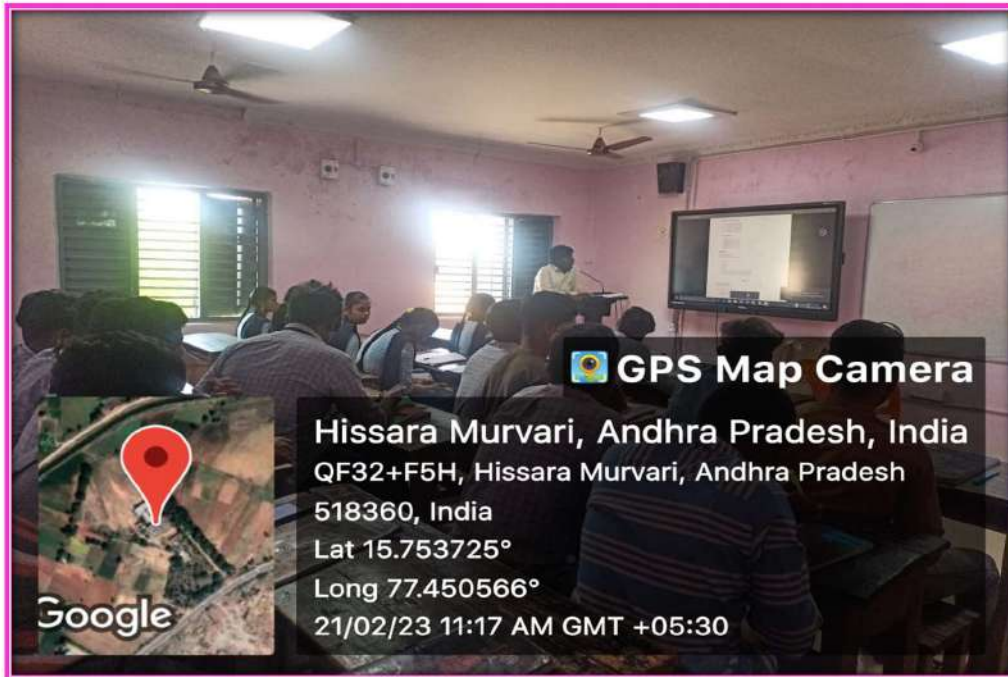 GPS Map Camera
Hissara Murvari, Andhra Pradesh, India
QF32+F5H, Hissara Murvari, Andhra Pradesh
518360, India
Lat 15.753725°
Long 77.450566°
21/02/23 11:17 AM GMT +05:30
Google